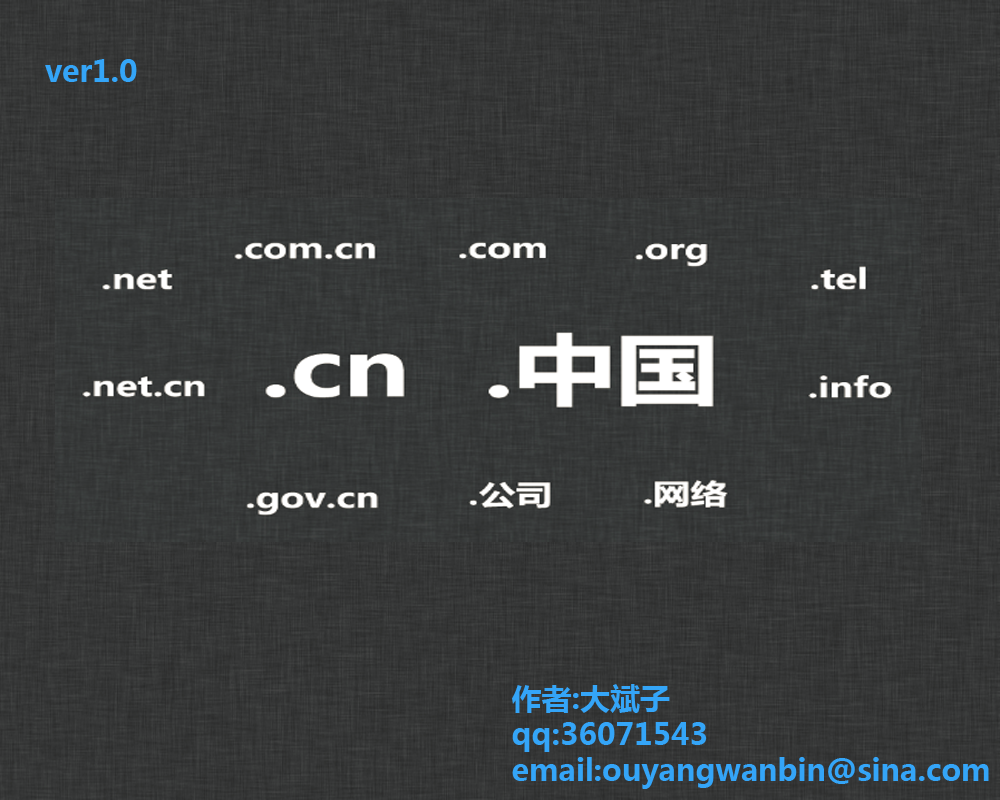 ver1.0
.com.cn .com .org
.net .tel
.cn .中国
.net.cn .info
.gov.cn .公司 .网络
作者:大斌子
qq:36071543
email:ouyangwanbin@sina.com